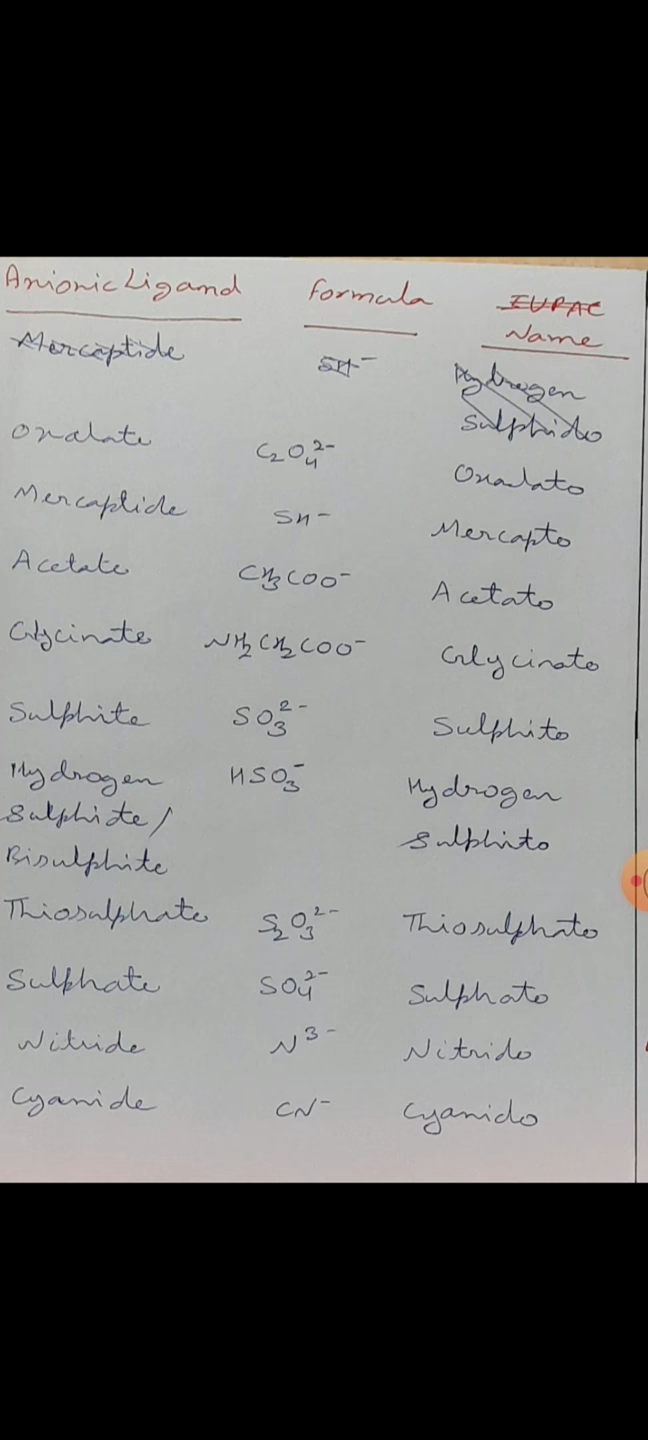 Anionic Ligand Formula IUPAC Name
Mercaptide SH⁻ Hydrogen Sulphido
Oxalate C₂O₄²⁻ Oxalato
Mercaptide SH⁻ Mercapto
Acetate CH₃COO⁻ Acetato
Glycinate NH₂CH₂COO⁻ Glycinato
Sulphite SO₃²⁻ Sulphito
Hydrogen HSO₃⁻ Hydrogen
Sulphite/ Sulphito
Bisulphite
Thiosulphate S₂O₃²⁻ Thiosulphato
Sulphate SO₄²⁻ Sulphato
Nitride N³⁻ Nitrido
Cyanide CN⁻ Cyanido